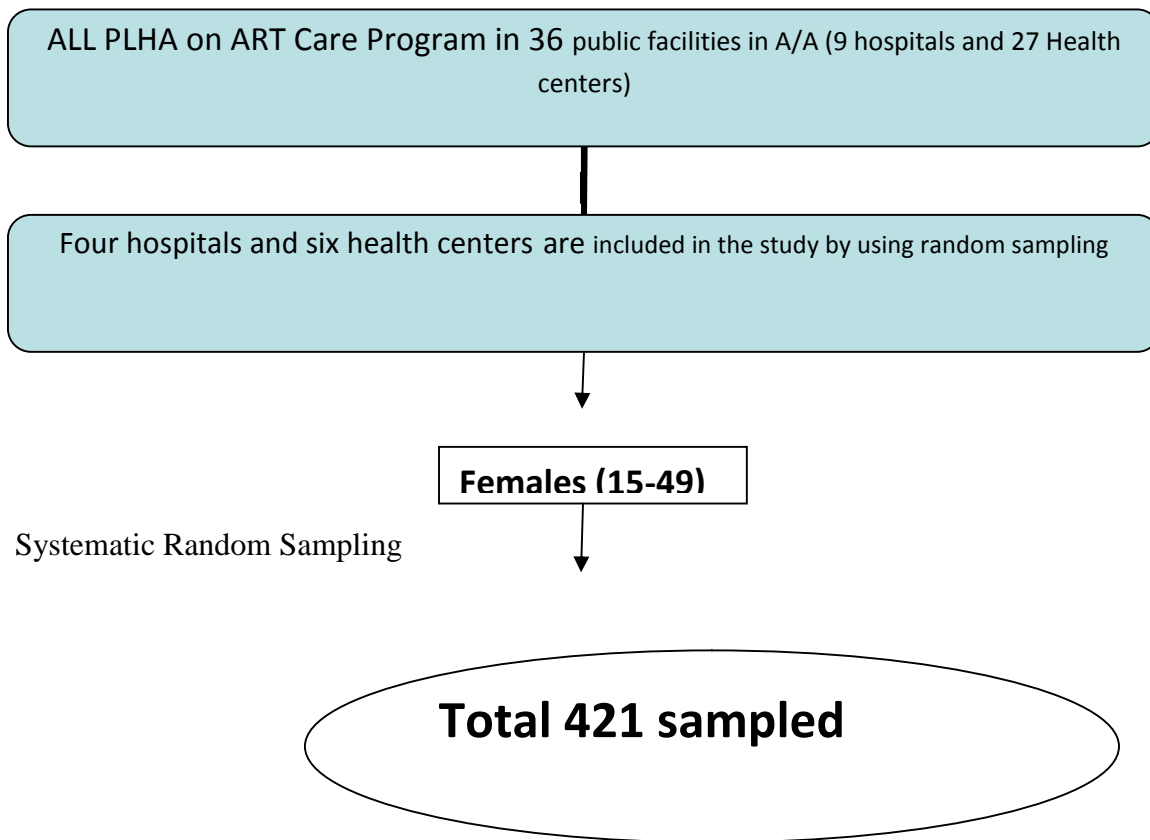 ALL PLHA on ART Care Program in 36 public facilities in A/A (9 hospitals and 27 Health
centers)
Four hospitals and six health centers are included in the study by using random sampling
Females (15-49)
Systematic Random Sampling
Total 421 sampled